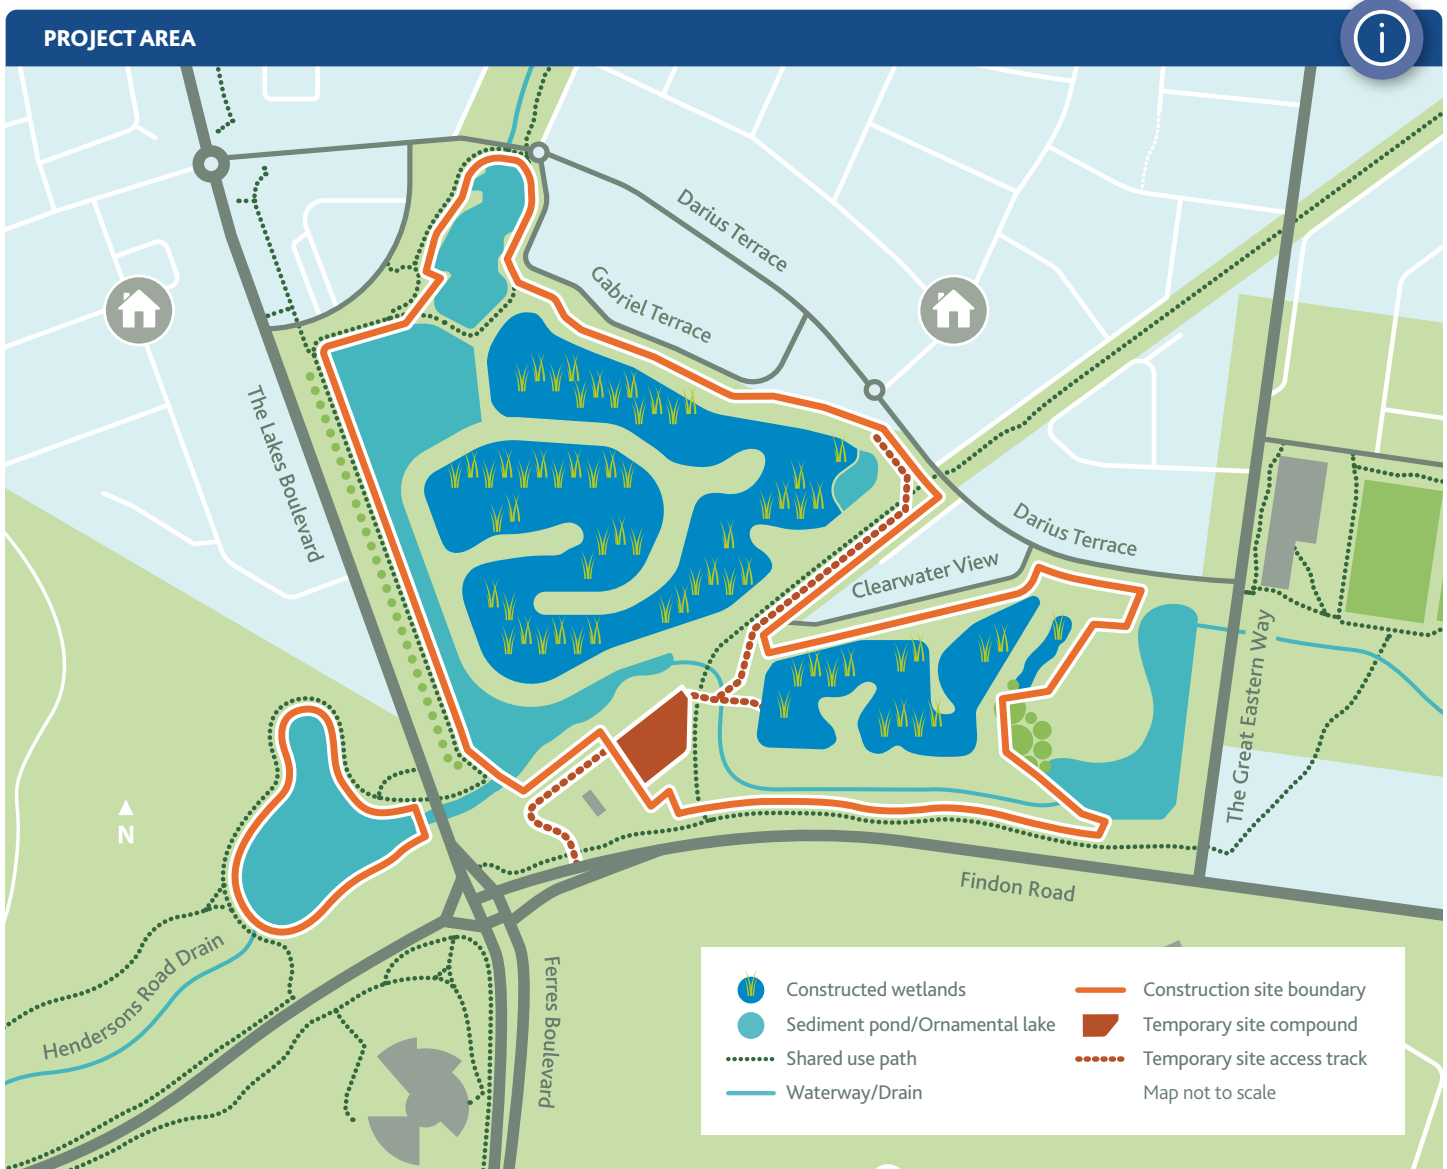 PROJECT AREA
i
Darius Terrace
Gabriel Terrace
The Lakes Boulevard
Darius Terrace
Clearwater View
The Great Eastern Way
N
Findon Road
Hendersons Road Drain
Ferres Boulevard
Constructed wetlands
Sediment pond/Ornamental lake
Shared use path
Waterway/Drain
Construction site boundary
Temporary site compound
Temporary site access track
Map not to scale